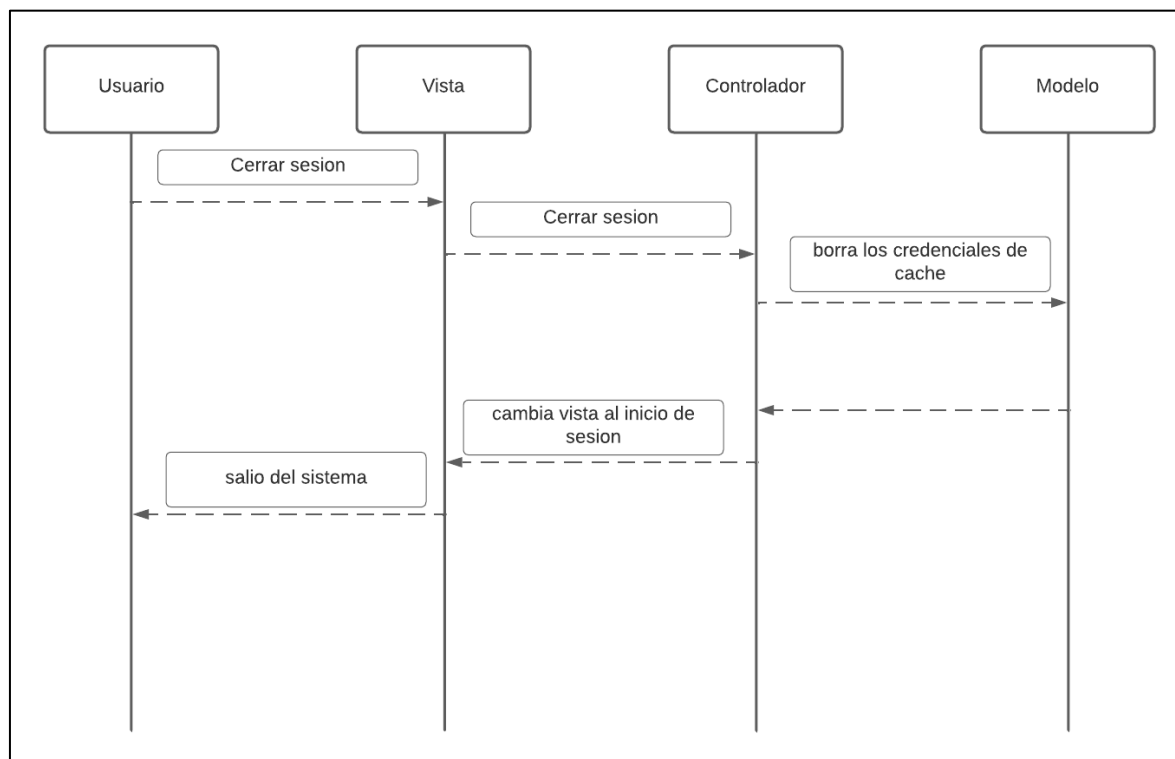 Usuario
Vista
Controlador
Modelo
Cerrar sesion
Cerrar sesion
borra los credenciales de
cache
cambia vista al inicio de
sesion
salio del sistema